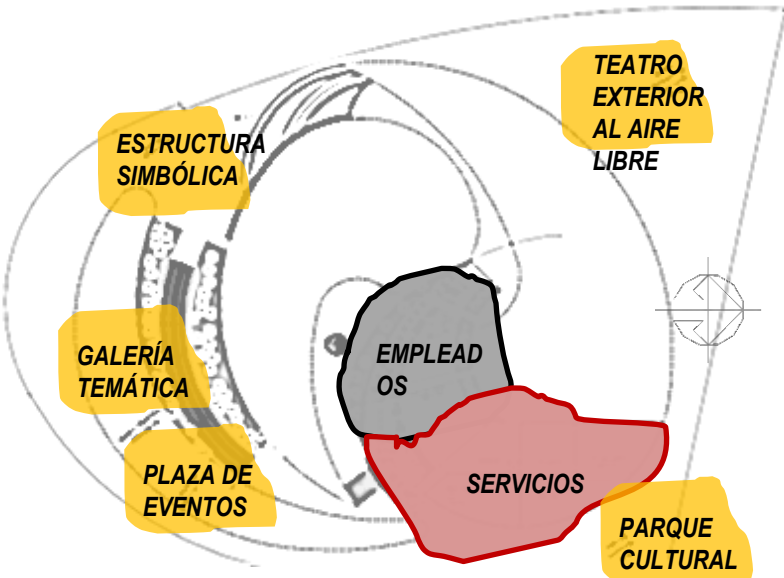 TEATRO
EXTERIOR
AL AIRE
LIBRE
ESTRUCTURA
SIMBÓLICA
GALERÍA
TEMÁTICA
EMPLEAD
OS
PLAZA DE
EVENTOS
SERVICIOS
PARQUE
CULTURAL